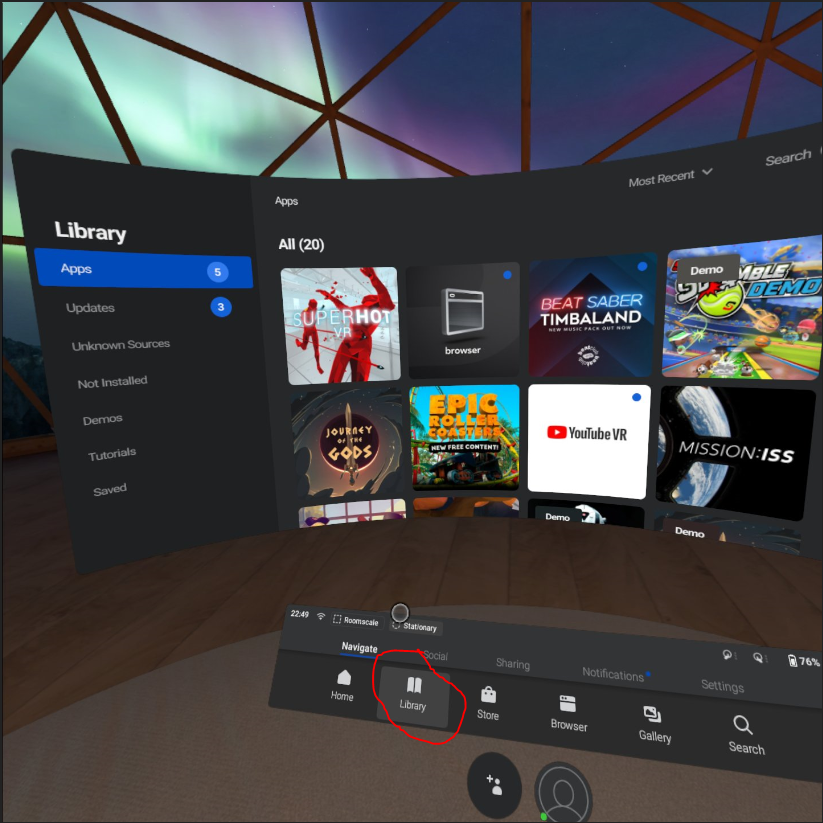 Most Recent
Search
Apps
Library
All (20)
Apps
5
Updates
3
Unknown Sources
Not Installed
Demos
Tutorials
Saved
SUPERHOT
VR
browser
BEAT SABER
TIMBALAND
NEW MUSIC PACK OUT NOW
Demo
MBLE
DEMO
JOURNEY
OF THE
GODS
EPIC
ROLLER
COASTERS
NEW FREE CONTENT!
YouTube VR
MISSION:ISS
Demo
Demo
22:49
Roomscale
Stationary
76%
Navigate
Social
Sharing
Notifications
Settings
Home
Library
Store
Browser
Gallery
Search